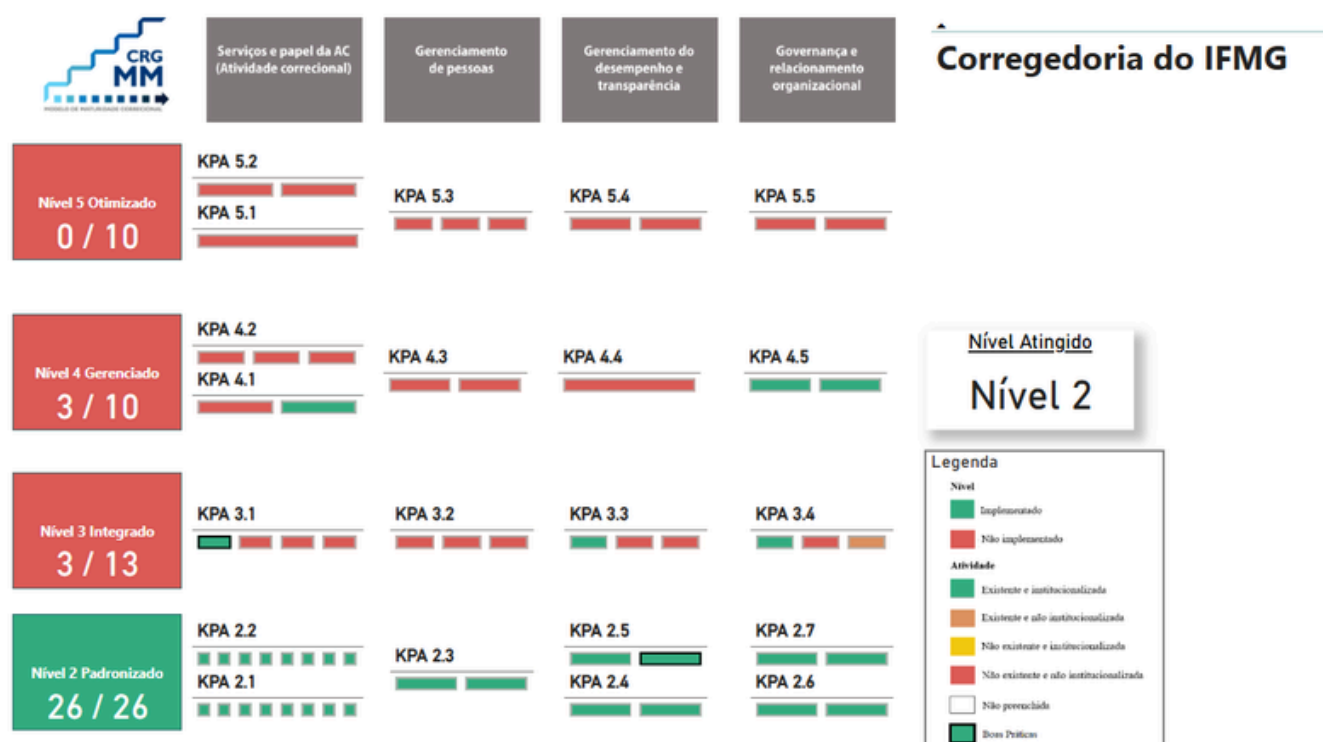 CRG
MM
MODELO DE MATURIDADE CORRECIONAL
Serviços e papel da AC
(Atividade correcional)
Gerenciamento
de pessoas
Gerenciamento do
desempenho e
transparência
Governança e
relacionamento
organizacional
Corregedoria do IFMG
Nível 5 Otimizado
0 / 10
KPA 5.2
KPA 5.1
KPA 5.3
KPA 5.4
KPA 5.5
Nível 4 Gerenciado
3 / 10
KPA 4.2
KPA 4.1
KPA 4.3
KPA 4.4
KPA 4.5
Nível Atingido
Nível 2
Nível 3 Integrado
3 / 13
KPA 3.1
KPA 3.2
KPA 3.3
KPA 3.4
Nível 2 Padronizado
26 / 26
KPA 2.2
KPA 2.1
KPA 2.3
KPA 2.5
KPA 2.4
KPA 2.7
KPA 2.6
Legenda
Nível
Implementado
Não implementado
Atividade
Existente e institucionalizada
Existente e não institucionalizada
Não existente e institucionalizada
Não existente e não institucionalizada
Não preenchida
Boas Práticas